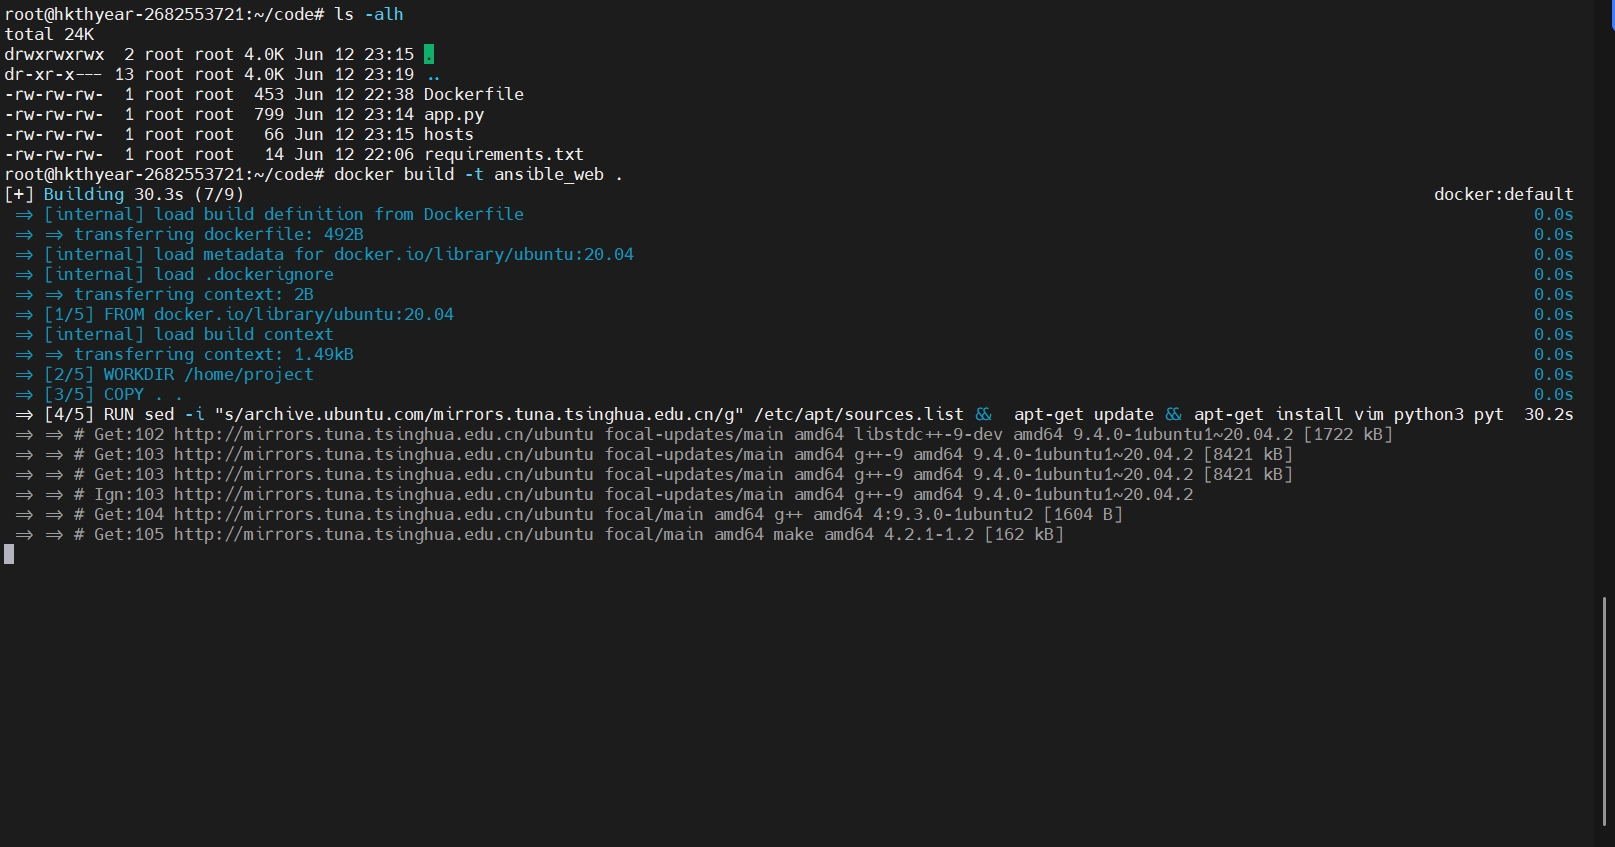 root@hkthyear-2682553721:~/code# ls -alh
total 24K
drwxrwxrwx  2 root root 4.0K Jun 12 23:15 .
dr-xr-x--- 13 root root 4.0K Jun 12 23:19 ..
-rw-rw-rw-  1 root root  453 Jun 12 22:38 Dockerfile
-rw-rw-rw-  1 root root  799 Jun 12 23:14 app.py
-rw-rw-rw-  1 root root   66 Jun 12 23:15 hosts
-rw-rw-rw-  1 root root   14 Jun 12 22:06 requirements.txt
root@hkthyear-2682553721:~/code# docker build -t ansible_web .
[+] Building 30.3s (7/9) docker:default
=> [internal] load build definition from Dockerfile 0.0s
=> => transferring dockerfile: 492B 0.0s
=> [internal] load metadata for docker.io/library/ubuntu:20.04 0.0s
=> [internal] load .dockerignore 0.0s
=> => transferring context: 2B 0.0s
=> [1/5] FROM docker.io/library/ubuntu:20.04 0.0s
=> [internal] load build context 0.0s
=> => transferring context: 1.49kB 0.0s
=> [2/5] WORKDIR /home/project 0.0s
=> [3/5] COPY . . 0.0s
=> [4/5] RUN sed -i "s/archive.ubuntu.com/mirrors.tuna.tsinghua.edu.cn/g" /etc/apt/sources.list &&  apt-get update && apt-get install vim python3 pyt 30.2s
=> => # Get:102 http://mirrors.tuna.tsinghua.edu.cn/ubuntu focal-updates/main amd64 libstdc++-9-dev amd64 9.4.0-1ubuntu1~20.04.2 [1722 kB]
=> => # Get:103 http://mirrors.tuna.tsinghua.edu.cn/ubuntu focal-updates/main amd64 g++-9 amd64 9.4.0-1ubuntu1~20.04.2 [8421 kB]
=> => # Get:103 http://mirrors.tuna.tsinghua.edu.cn/ubuntu focal-updates/main amd64 g++-9 amd64 9.4.0-1ubuntu1~20.04.2 [8421 kB]
=> => # Ign:103 http://mirrors.tuna.tsinghua.edu.cn/ubuntu focal-updates/main amd64 g++-9 amd64 9.4.0-1ubuntu1~20.04.2
=> => # Get:104 http://mirrors.tuna.tsinghua.edu.cn/ubuntu focal/main amd64 g++ amd64 4:9.3.0-1ubuntu2 [1604 B]
=> => # Get:105 http://mirrors.tuna.tsinghua.edu.cn/ubuntu focal/main amd64 make amd64 4.2.1-1.2 [162 kB]